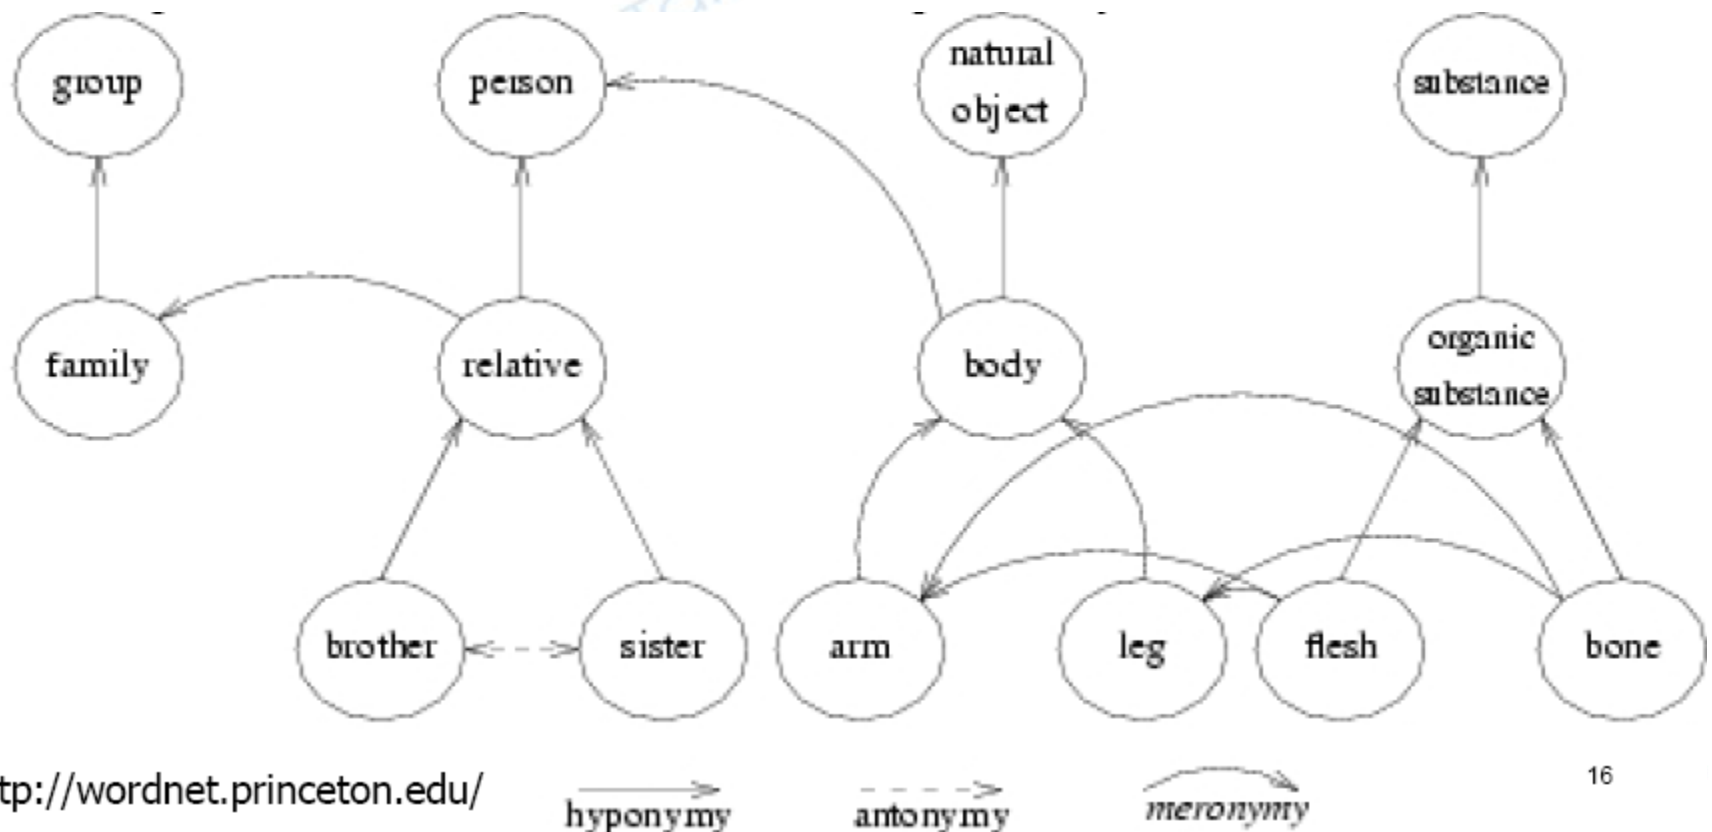 group
person
natural
object
substance
family
relative
body
organic
substance
brother
sister
arm
leg
flesh
bone
tp://wordnet.princeton.edu/
hyponymy
antonymy
meronymy
16